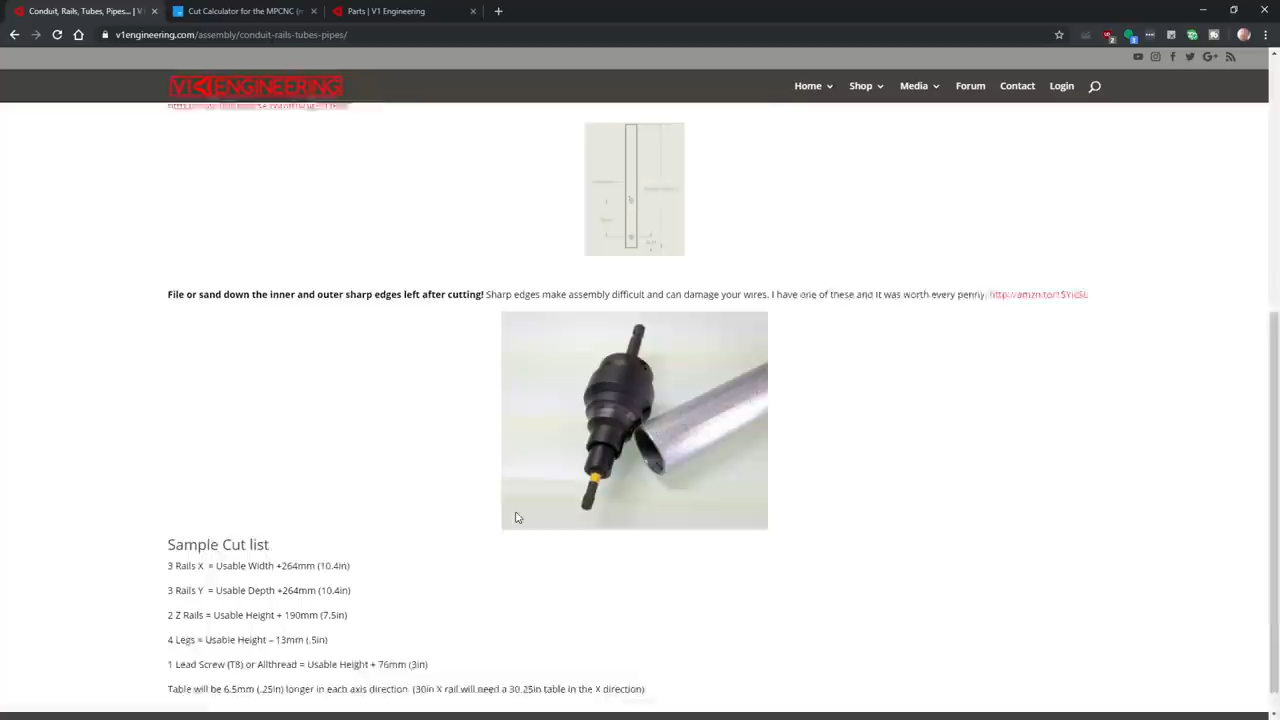 Conduit, Rails, Tubes, Pipes... | V1
Cut Calculator for the MPCNC (m
Parts | V1 Engineering
v1engineering.com/assembly/conduit-rails-tubes-pipes/
V1 ENGINEERING
Home Shop Media Forum Contact Login
File or sand down the inner and outer sharp edges left after cutting! Sharp edges make assembly difficult and can damage your wires. I have one of these and it was worth every penny.
Sample Cut list
3 Rails X = Usable Width +264mm (10.4in)
3 Rails Y = Usable Depth +264mm (10.4in)
2 Z Rails = Usable Height + 190mm (7.5in)
4 Legs = Usable Height – 13mm (.5in)
1 Lead Screw (T8) or Allthread = Usable Height + 76mm (3in)
Table will be 6.5mm (.25in) longer in each axis direction. (30in X rail will need a 30.25in table in the X direction)